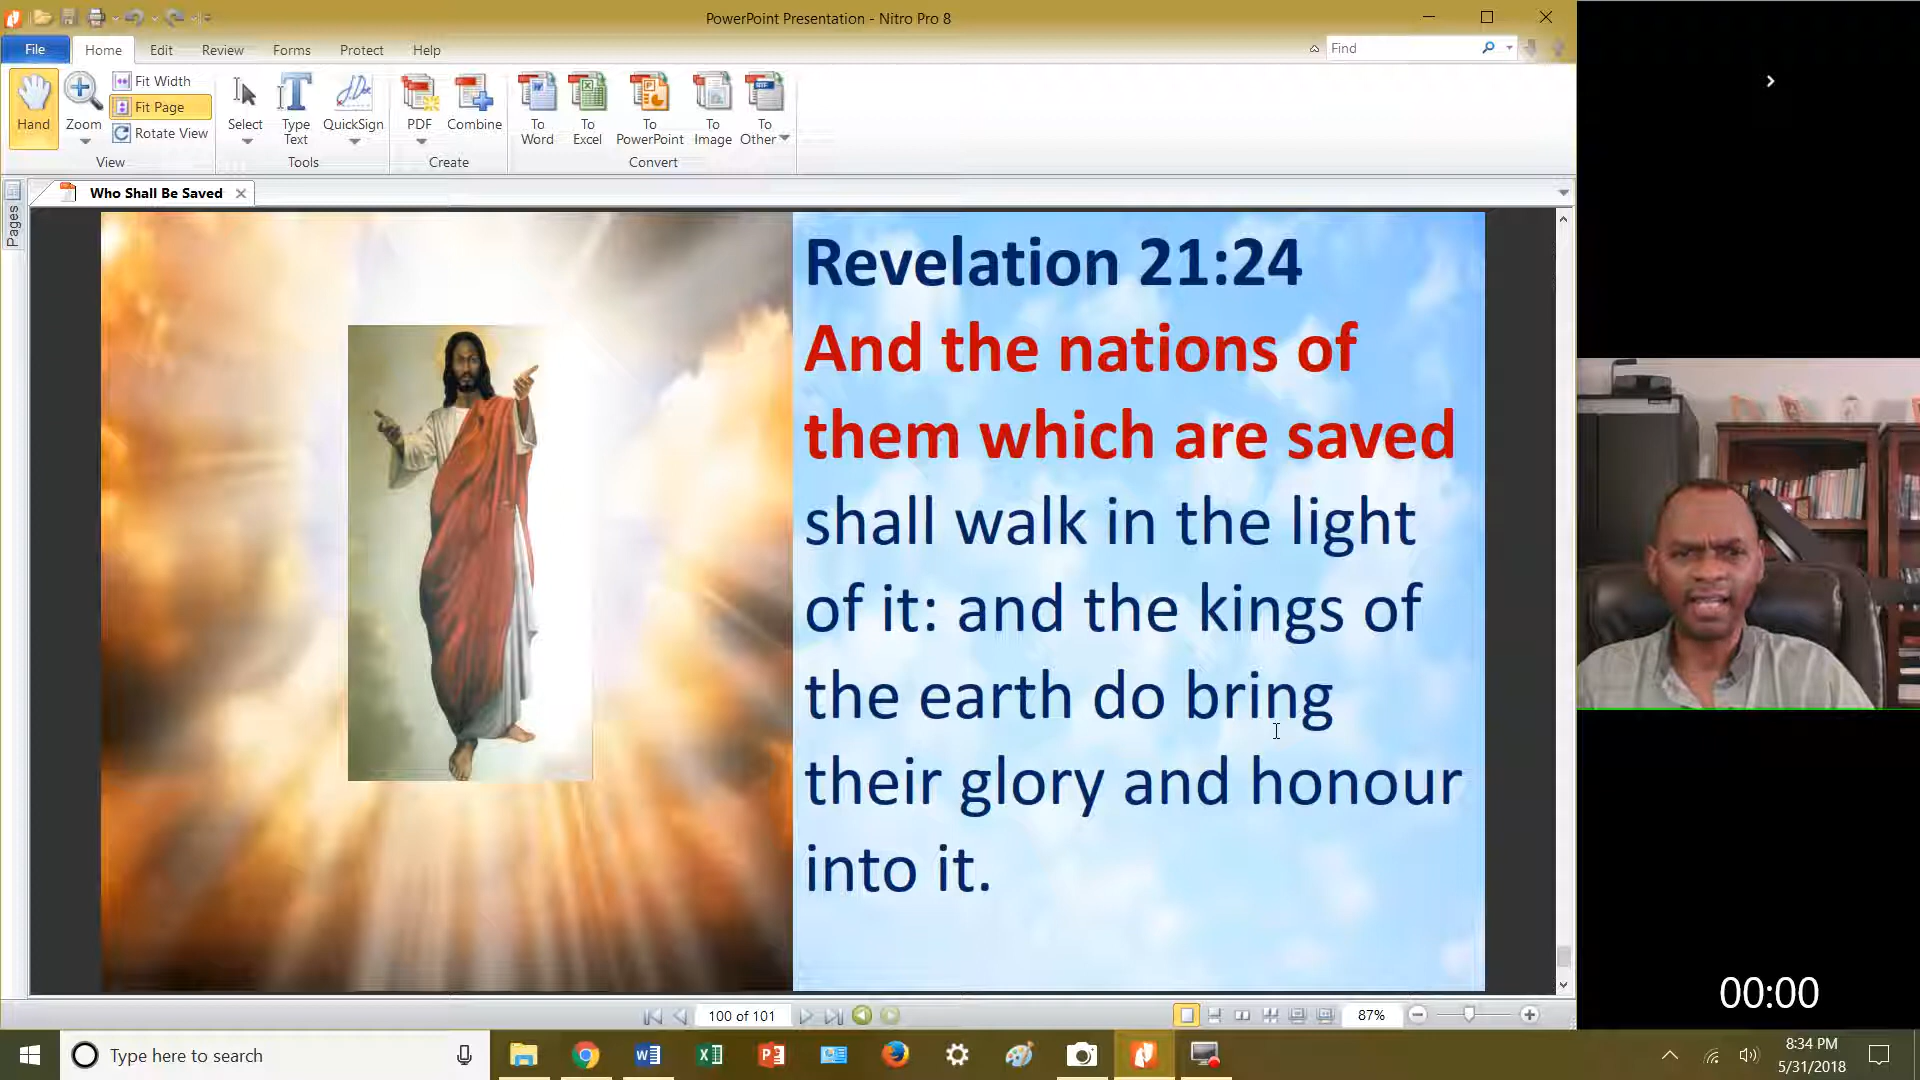 PowerPoint Presentation - Nitro Pro 8
File
Home
Edit
Review
Forms
Protect
Help
Find
Hand
Zoom
Fit Width
Fit Page
Rotate View
View
Select
Type
Text
QuickSign
Tools
PDF
Combine
Create
To
Word
To
Excel
To
PowerPoint
To
Image
To
Other
Convert
Pages
Who Shall Be Saved
Revelation 21:24
And the nations of
them which are saved
shall walk in the light
of it: and the kings of
the earth do bring
their glory and honour
into it.
00:00
100 of 101
87%
Type here to search
8:34 PM
5/31/2018